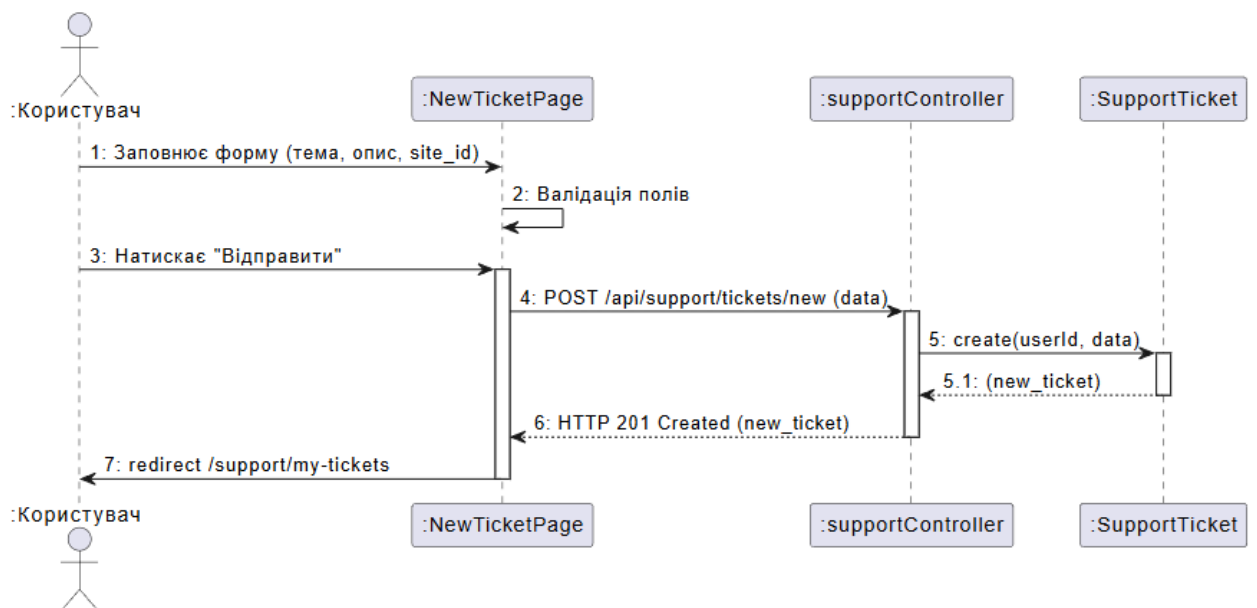 :Користувач
:NewTicketPage
:supportController
:SupportTicket
1: Заповнює форму (тема, опис, site_id)
2: Валідація полів
3: Натискає "Відправити"
4: POST /api/support/tickets/new (data)
5: create(userId, data)
5.1: (new_ticket)
6: HTTP 201 Created (new_ticket)
7: redirect /support/my-tickets
:Користувач
:NewTicketPage
:supportController
:SupportTicket